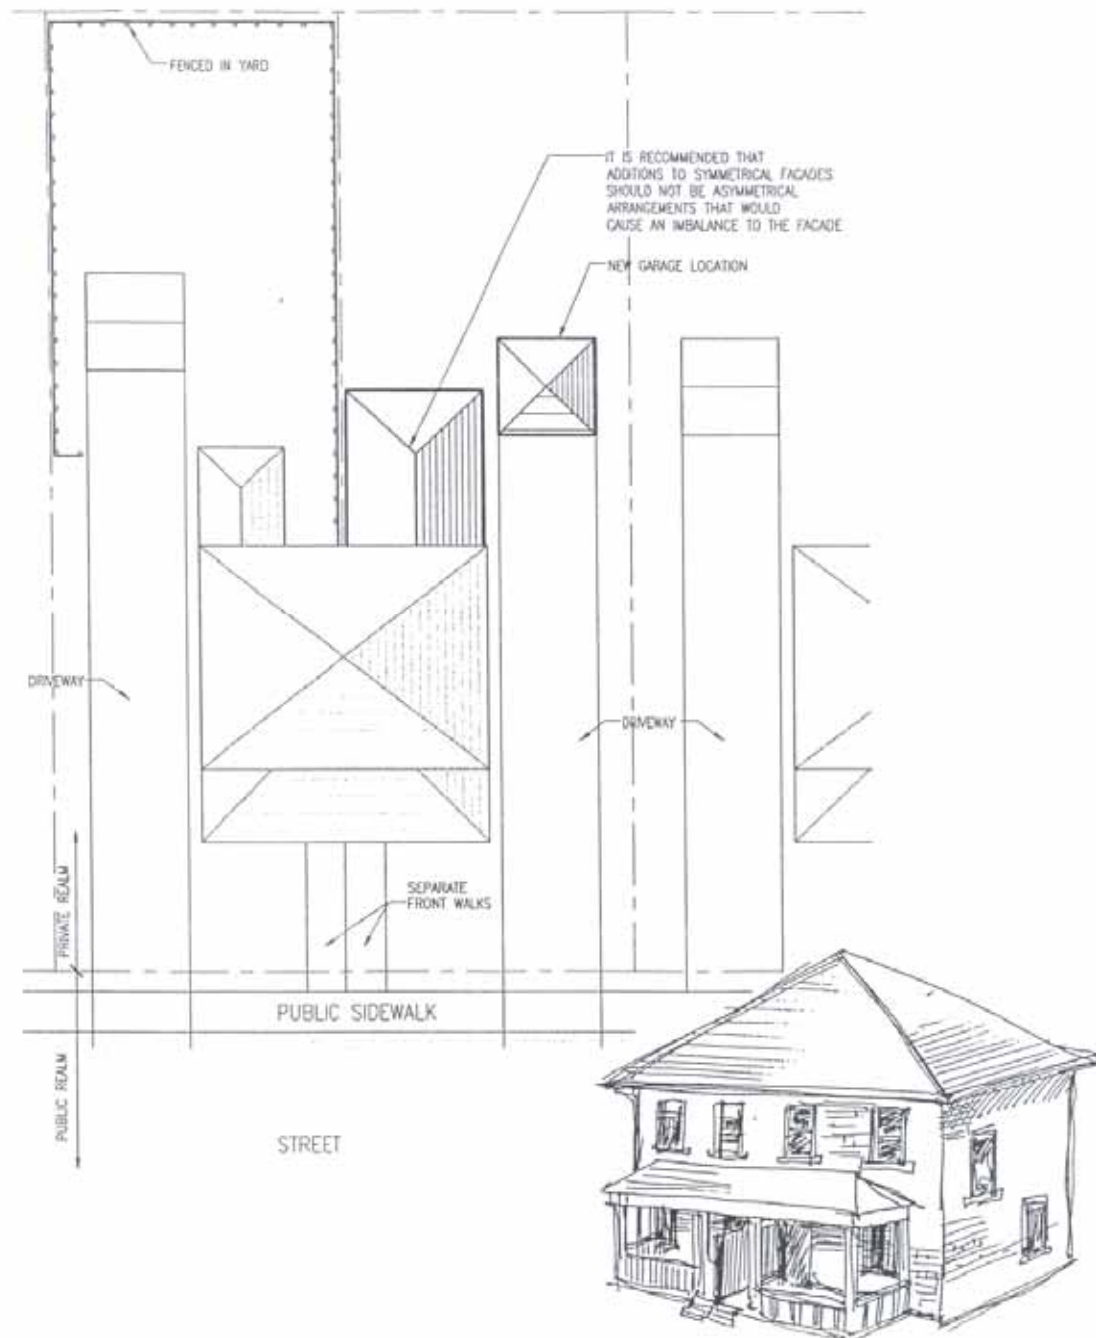 FENCED IN YARD
IT IS RECOMMENDED THAT
ADDITIONS TO SYMMETRICAL FACADES
SHOULD NOT BE ASYMMETRICAL
ARRANGEMENTS THAT WOULD
CAUSE AN IMBALANCE TO THE FACADE
NEW GARAGE LOCATION
DRIVEWAY
DRIVEWAY
SEPARATE
FRONT WALKS
PRIVATE REALM
PUBLIC SIDEWALK
PUBLIC REALM
STREET